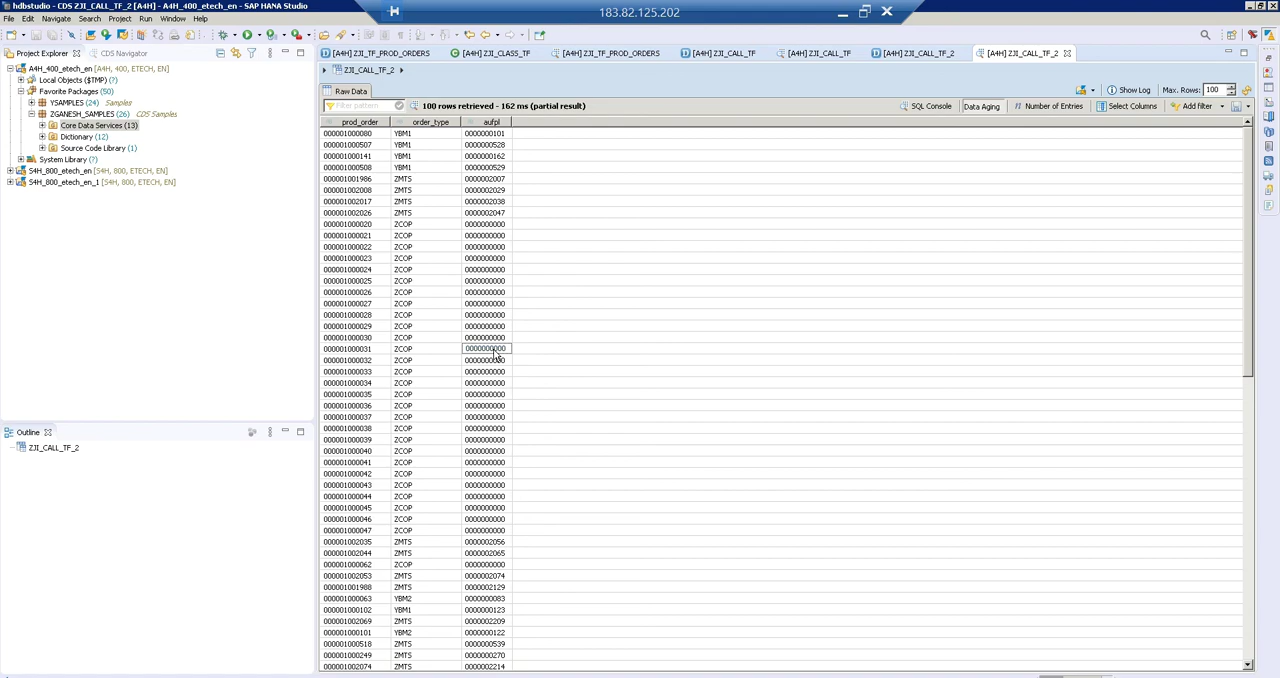 hdbstudio - CDS ZJI_CALL_TF_2 [A4H] - A4H_400_etech_en - SAP HANA Studio
183.82.125.202
File Edit Navigate Search Project Run Window Help
Project Explorer CDS Navigator
[A4H] ZJI_TF_PROD_ORDERS [A4H] ZJI_CLASS_TF [A4H] ZJI_TF_PROD_ORDERS [A4H] ZJI_CALL_TF [A4H] ZJI_CALL_TF [A4H] ZJI_CALL_TF_2 [A4H] ZJI_CALL_TF_2
A4H_400_etech_en [A4H, 400, ETECH, EN]
Local Objects ($TMP) (?)
Favorite Packages (50)
YSAMPLES (24) Samples
ZGANESH_SAMPLES (26) CDS Samples
Core Data Services (13)
Dictionary (12)
Source Code Library (1)
System Library (?)
S4H_800_etech_en [S4H, 800, ETECH, EN]
S4H_800_etech_en_1 [S4H, 800, ETECH, EN]
Outline
ZJI_CALL_TF_2
ZJI_CALL_TF_2
Raw Data Show Log Max. Rows: 100
Filter pattern 100 rows retrieved - 162 ms (partial result) SQL Console Data Aging Number of Entries Select Columns Add filter
prod_order order_type aufpl
000001000080 YBM1 0000000101
000001000507 YBM1 0000000528
000001000141 YBM1 0000000162
000001000508 YBM1 0000000529
000001001986 ZMTS 0000002007
000001002008 ZMTS 0000002029
000001002017 ZMTS 0000002038
000001002026 ZMTS 0000002047
000001000020 ZCOP 0000000000
000001000021 ZCOP 0000000000
000001000022 ZCOP 0000000000
000001000023 ZCOP 0000000000
000001000024 ZCOP 0000000000
000001000025 ZCOP 0000000000
000001000026 ZCOP 0000000000
000001000027 ZCOP 0000000000
000001000028 ZCOP 0000000000
000001000029 ZCOP 0000000000
000001000030 ZCOP 0000000000
000001000031 ZCOP 0000000000
000001000032 ZCOP 0000000000
000001000033 ZCOP 0000000000
000001000034 ZCOP 0000000000
000001000035 ZCOP 0000000000
000001000036 ZCOP 0000000000
000001000037 ZCOP 0000000000
000001000038 ZCOP 0000000000
000001000039 ZCOP 0000000000
000001000040 ZCOP 0000000000
000001000041 ZCOP 0000000000
000001000042 ZCOP 0000000000
000001000043 ZCOP 0000000000
000001000044 ZCOP 0000000000
000001000045 ZCOP 0000000000
000001000046 ZCOP 0000000000
000001000047 ZCOP 0000000000
000001002035 ZMTS 0000002056
000001002044 ZMTS 0000002065
000001000062 ZCOP 0000000000
000001002053 ZMTS 0000002074
000001001988 ZMTS 0000002129
000001000063 YBM2 0000000083
000001000102 YBM1 0000000123
000001002069 ZMTS 0000002209
000001000101 YBM2 0000000122
000001000518 ZMTS 0000000539
000001000249 ZMTS 0000000270
000001002074 ZMTS 0000002214